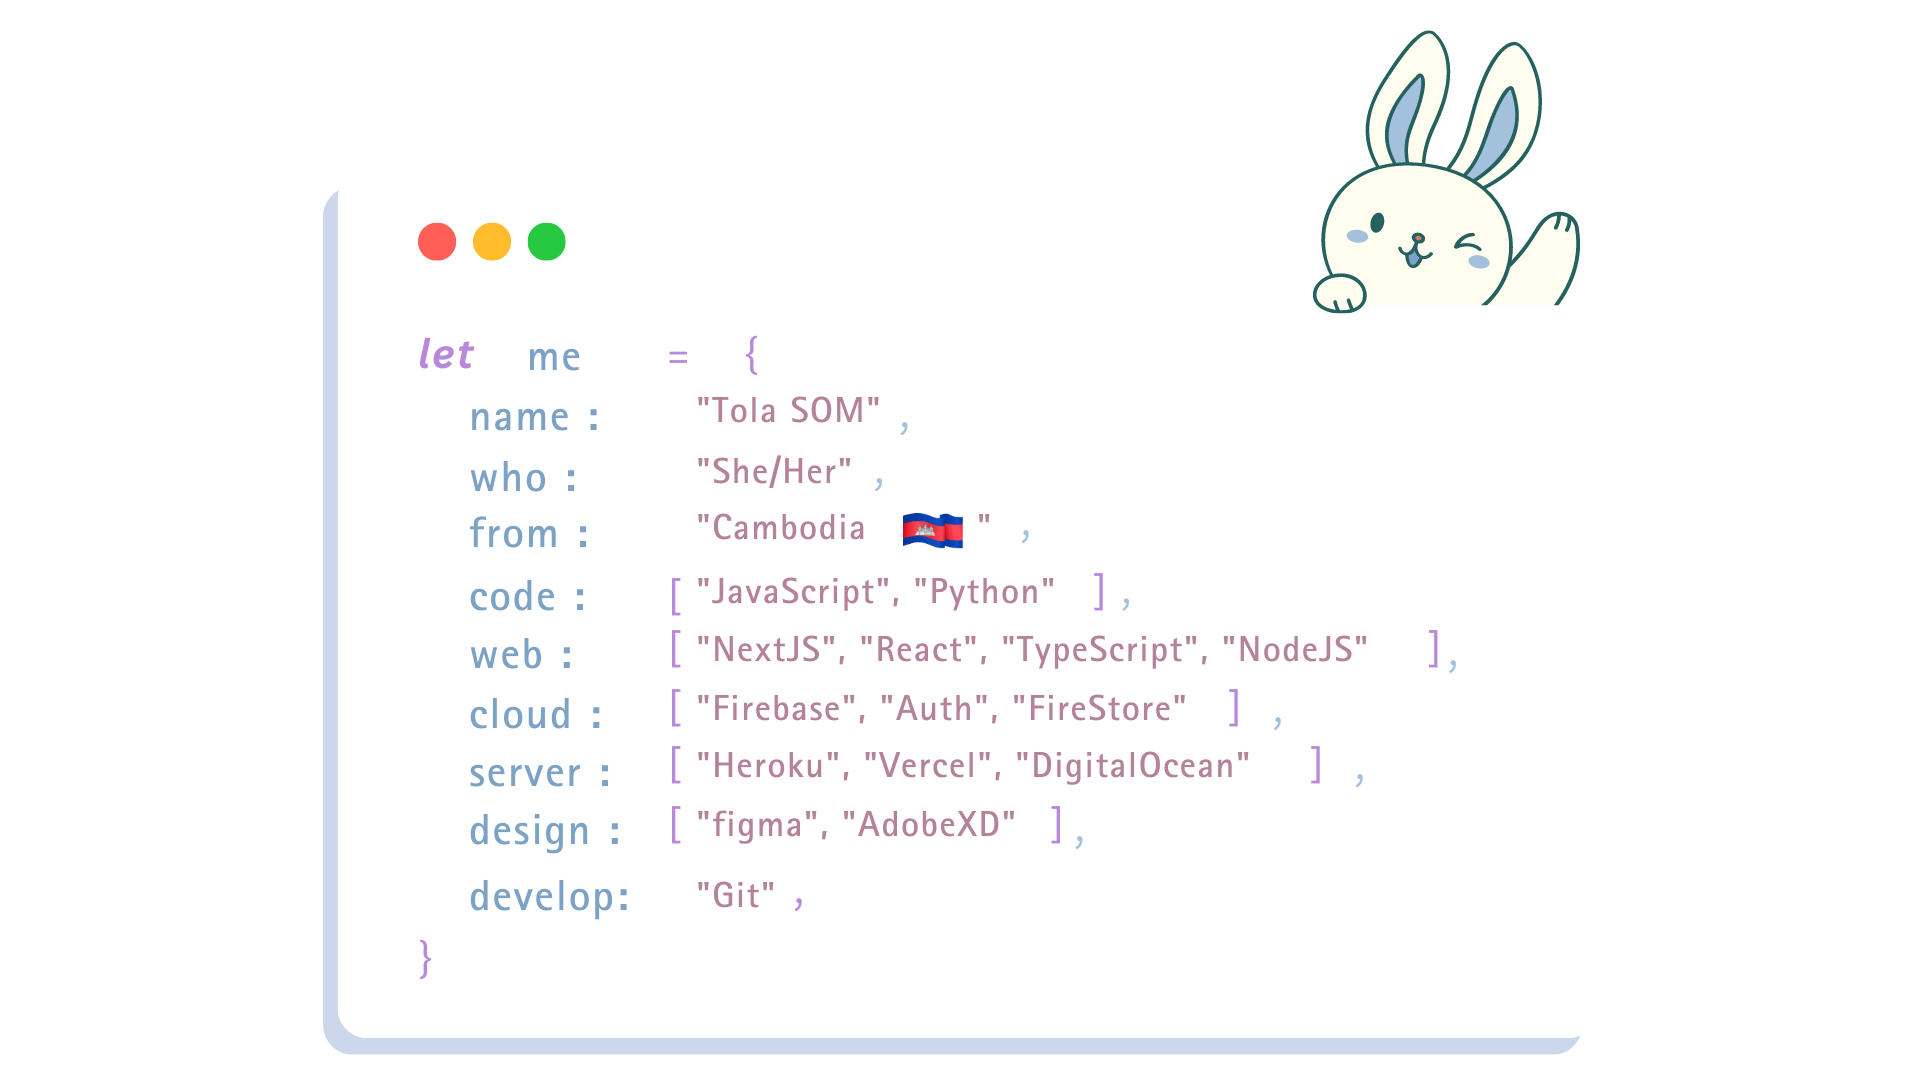 let me = {
name : "Tola SOM" ,
who : "She/Her" ,
from : "Cambodia 🇰🇭 " ,
code : [ "JavaScript", "Python" ] ,
web : [ "NextJS", "React", "TypeScript", "NodeJS" ] ,
cloud : [ "Firebase", "Auth", "FireStore" ] ,
server : [ "Heroku", "Vercel", "DigitalOcean" ] ,
design : [ "figma", "AdobeXD" ] ,
develop: "Git" ,
}